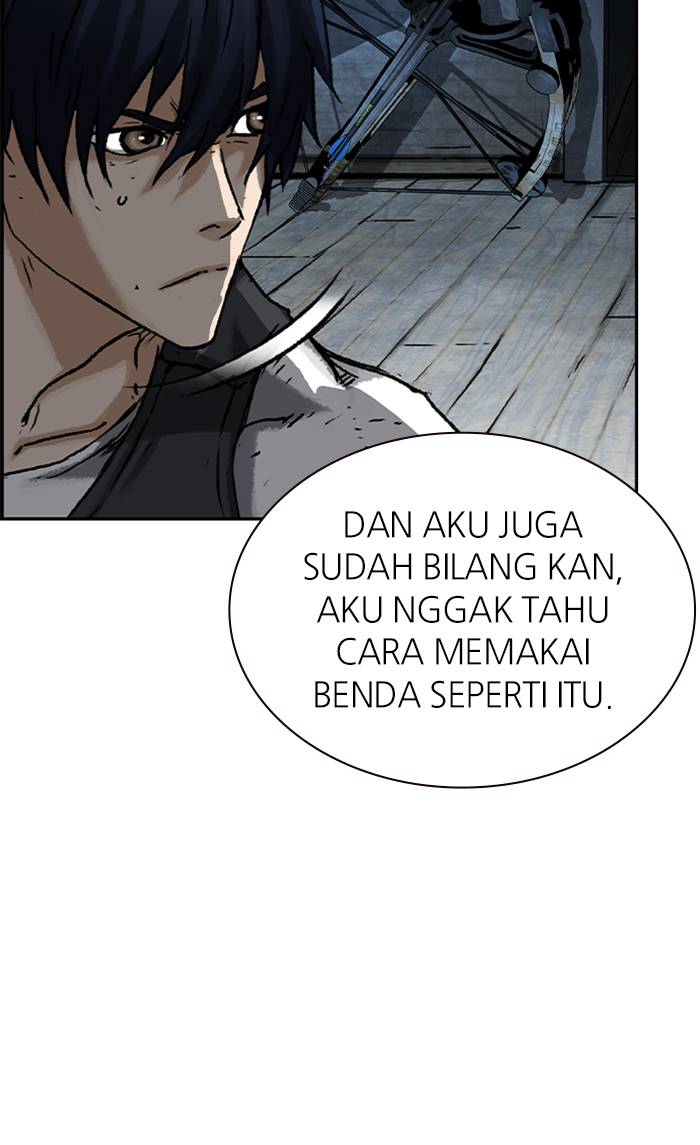 DAN AKU JUGA
SUDAH BILANG KAN,
AKU NGGAK TAHU
CARA MEMAKAI
BENDA SEPERTI ITU.